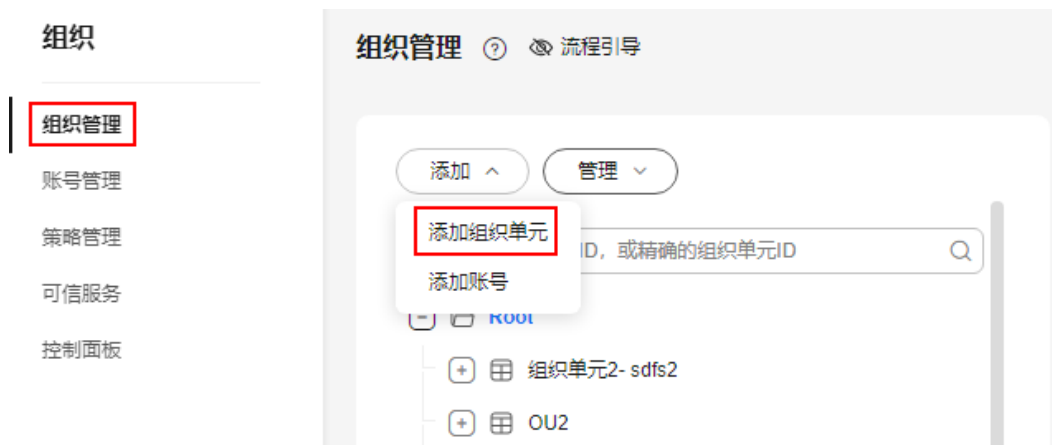 组织
组织管理
账号管理
策略管理
可信服务
控制面板
组织管理 ? 流程引导
添加 管理
添加组织单元
添加账号
ID，或精确的组织单元ID
Root
组织单元2- sdfs2
OU2